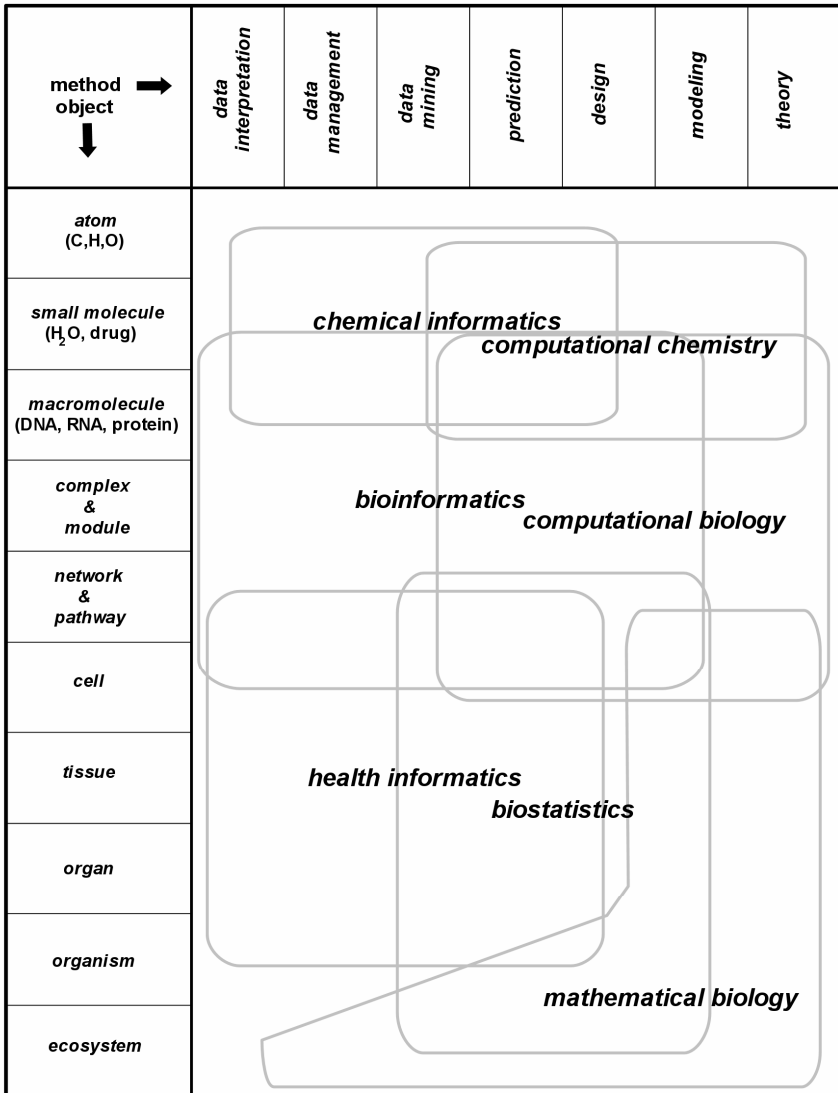 method
object
data
interpretation
data
management
data
mining
prediction
design
modeling
theory
atom
(C,H,O)
small molecule
(H2O, drug)
macromolecule
(DNA, RNA, protein)
complex
&
module
network
&
pathway
cell
tissue
organ
organism
ecosystem
chemical informatics
computational chemistry
bioinformatics
computational biology
health informatics
biostatistics
mathematical biology